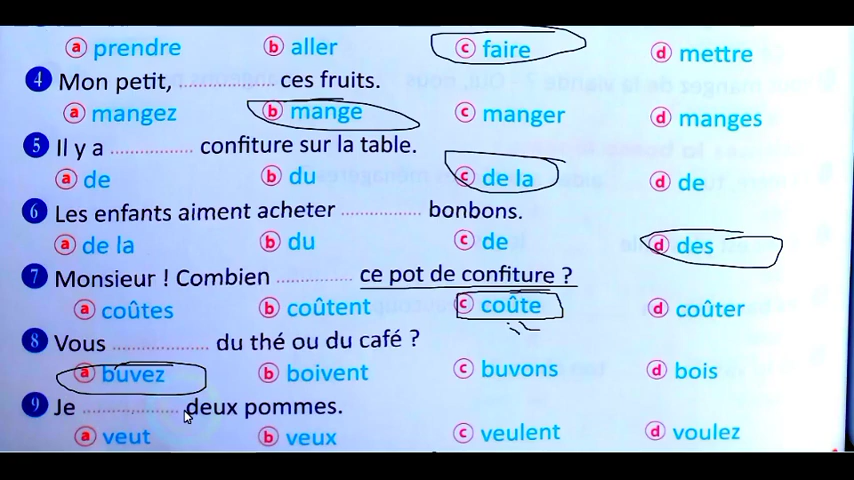 a prendre b aller c faire d mettre
4 Mon petit, .................. ces fruits.
a mangez b mange c manger d manges
5 Il y a ............... confiture sur la table.
a de b du c de la d de
6 Les enfants aiment acheter ............... bonbons.
a de la b du c de d des
7 Monsieur ! Combien ............... ce pot de confiture ?
a coûtes b coûtent c coûte d coûter
8 Vous .................. du thé ou du café ?
a buvez b boivent c buvons d bois
9 Je .................. deux pommes.
a veut b veux c veulent d voulez